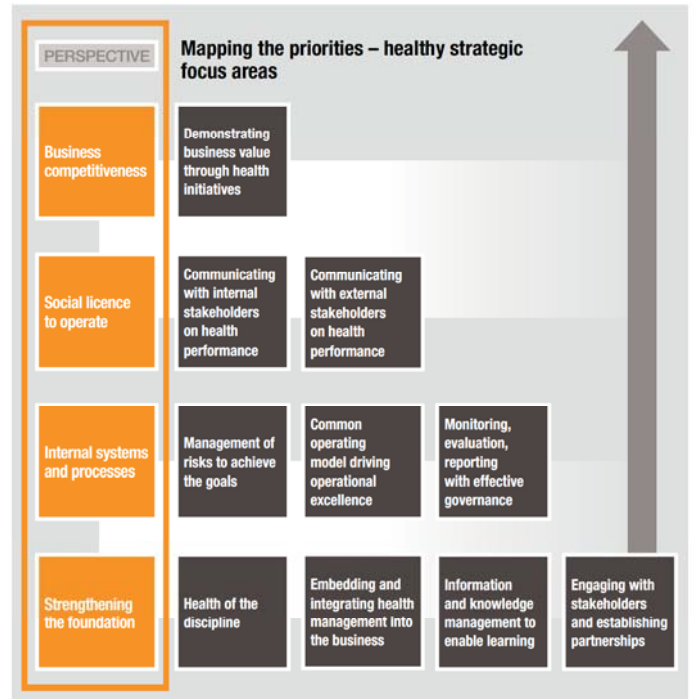 PERSPECTIVE
Mapping the priorities – healthy strategic
focus areas
Business
competitiveness
Demonstrating
business value
through health
initiatives
Social licence
to operate
Communicating
with internal
stakeholders
on health
performance
Communicating
with external
stakeholders
on health
performance
Internal systems
and processes
Management of
risks to achieve
the goals
Common
operating
model driving
operational
excellence
Monitoring,
evaluation,
reporting
with effective
governance
Strengthening
the foundation
Health of the
discipline
Embedding and
integrating health
management into
the business
Information
and knowledge
management to
enable learning
Engaging with
stakeholders
and establishing
partnerships